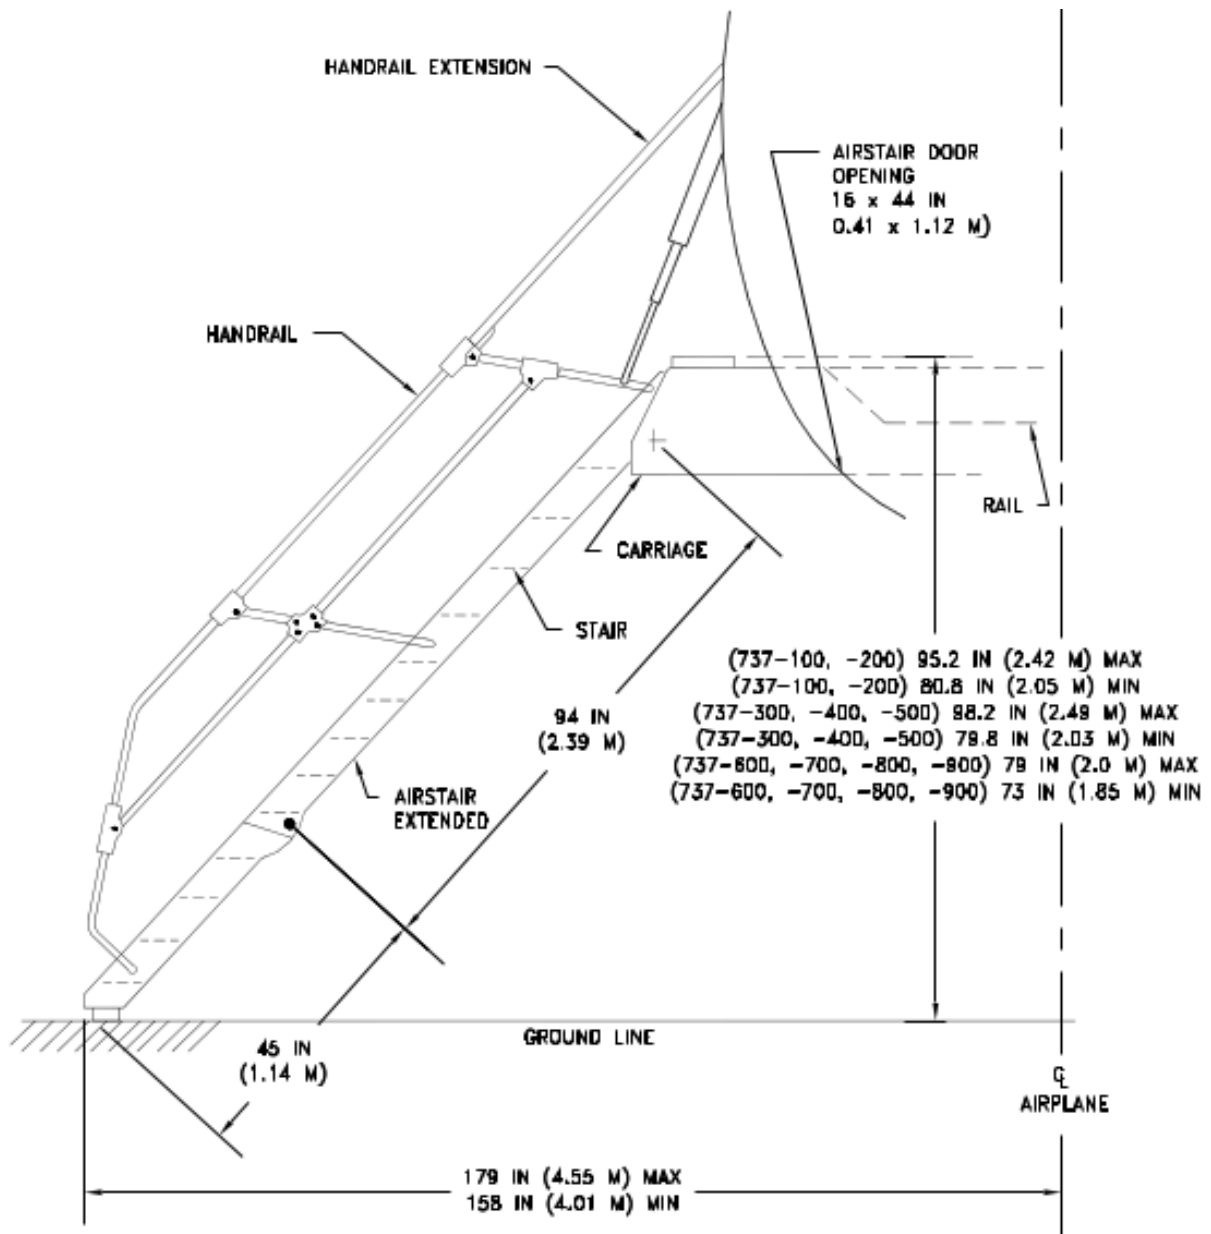 HANDRAIL EXTENSION
AIRSTAIR DOOR
OPENING
16 x 44 IN
0.41 x 1.12 M)
HANDRAIL
RAIL
CARRIAGE
STAIR
(737-100, -200) 95.2 IN (2.42 M) MAX
(737-100, -200) 80.8 IN (2.05 M) MIN
(737-300, -400, -500) 98.2 IN (2.49 M) MAX
(737-300, -400, -500) 79.8 IN (2.03 M) MIN
(737-600, -700, -800, -900) 79 IN (2.0 M) MAX
(737-600, -700, -800, -900) 73 IN (1.85 M) MIN
94 IN
(2.39 M)
AIRSTAIR
EXTENDED
GROUND LINE
45 IN
(1.14 M)
℄
AIRPLANE
179 IN (4.55 M) MAX
158 IN (4.01 M) MIN